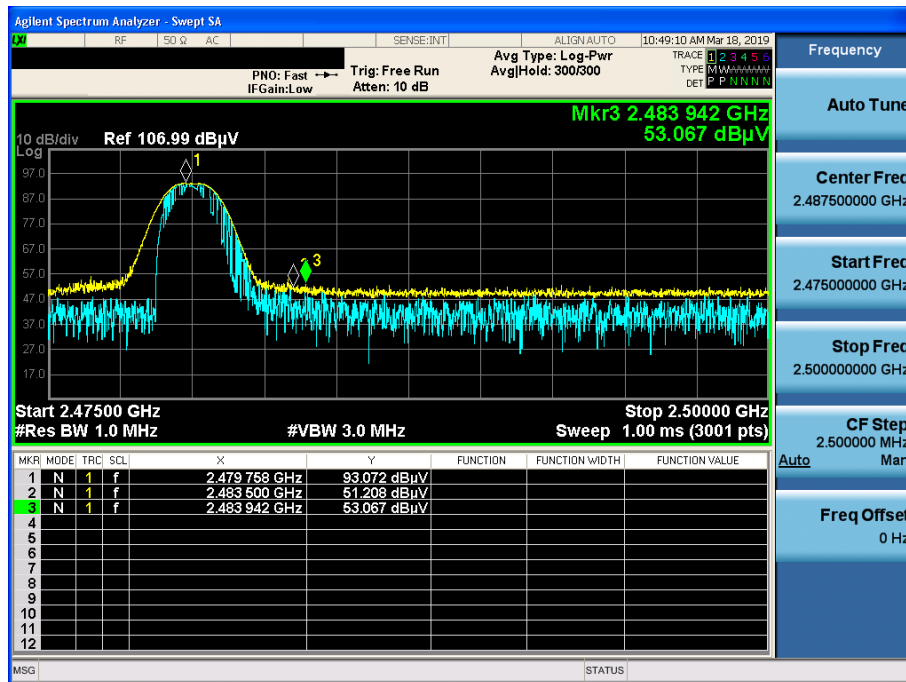 Agilent Spectrum Analyzer - Swept SA
LXI RF 50 Ω AC SENSE:INT ALIGN AUTO 10:49:10 AM Mar 18, 2019
Frequency
Avg Type: Log-Pwr
TRACE 1 2 3 4 5 6
PNO: Fast Trig: Free Run Avg|Hold: 300/300
TYPE M W
IFGain:Low Atten: 10 dB
DET P P N N N N
Auto Tune
Mkr3 2.483 942 GHz
53.067 dBµV
10 dB/div Ref 106.99 dBµV
Log
97.0
87.0
77.0
67.0
57.0
47.0
37.0
27.0
17.0
1
3
Center Freq
2.487500000 GHz
Start Freq
2.475000000 GHz
Stop Freq
2.500000000 GHz
Start 2.47500 GHz Stop 2.50000 GHz
#Res BW 1.0 MHz #VBW 3.0 MHz Sweep 1.00 ms (3001 pts)
CF Step
2.500000 MHz
Auto Man
MKR MODE TRC SCL X Y FUNCTION FUNCTION WIDTH FUNCTION VALUE
1 N 1 f 2.479 758 GHz 93.072 dBµV
2 N 1 f 2.483 500 GHz 51.208 dBµV
3 N 1 f 2.483 942 GHz 53.067 dBµV
4
5
6
7
8
9
10
11
12
Freq Offset
0 Hz
MSG STATUS